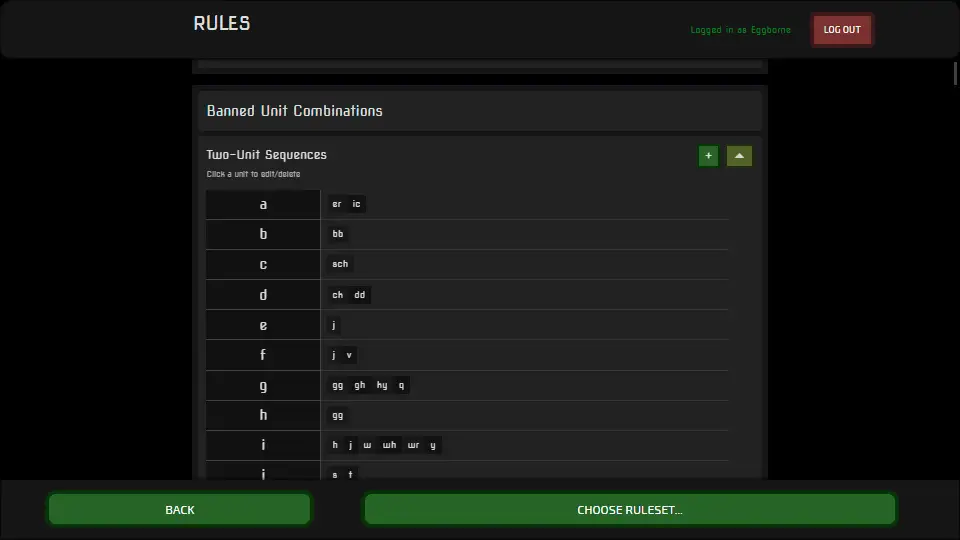 RULES
Logged in as Eggborne
LOG OUT
Banned Unit Combinations
Two-Unit Sequences
+
Click a unit to edit/delete
a er ic
b bb
c sch
d ch dd
e j
f j v
g gg gh hy q
h gg
i h j w wh wr y
j s t
BACK
CHOOSE RULESET...